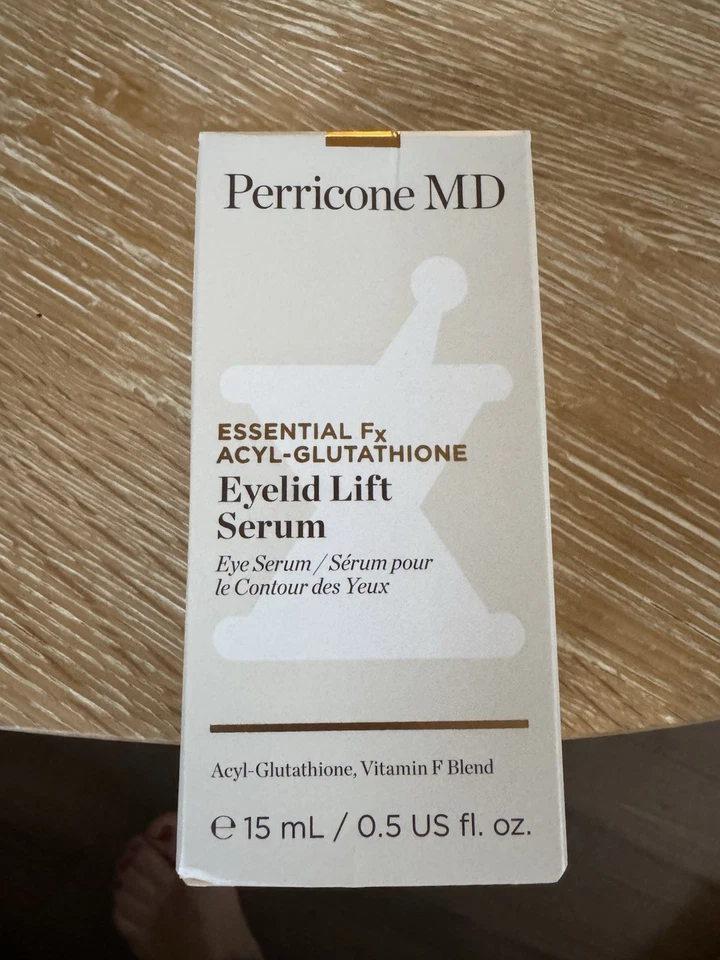 Perricone MD
ESSENTIAL Fx
ACYL-GLUTATHIONE
Eyelid Lift
Serum
Eye Serum / Sérum pour
le Contour des Yeux
Acyl-Glutathione, Vitamin F Blend
℮ 15 mL / 0.5 US fl. oz.